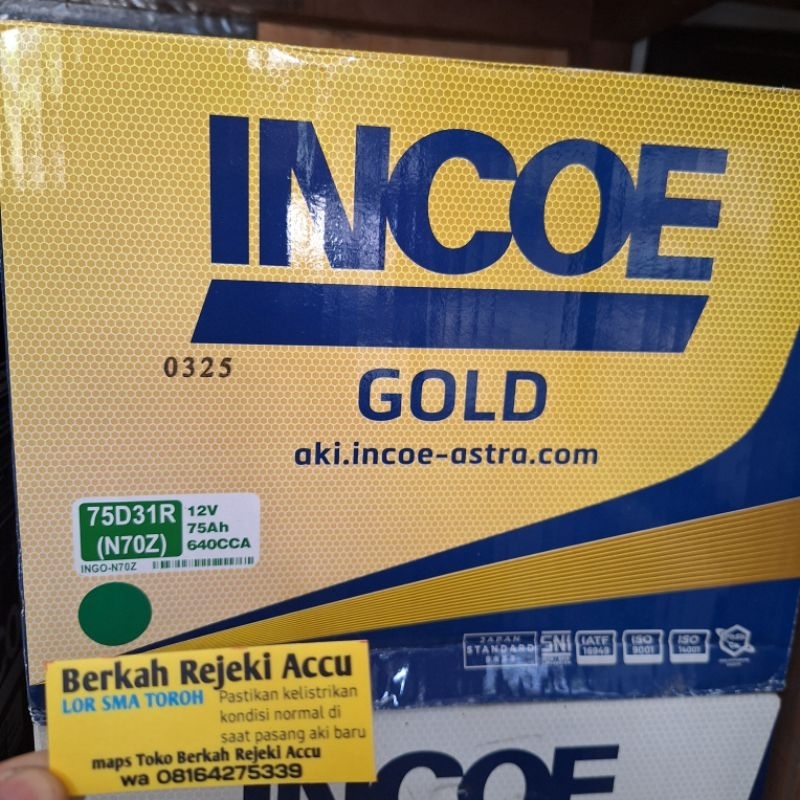 INCOE
0325
GOLD
aki.incoe-astra.com
75D31R
(N70Z)
12V
75Ah
640CCA
INGO-N70Z
JAPAN
STANDARD
SNI
IATF
16949
ISO
9001
ISO
14001
Berkah Rejeki Accu
LOR SMA TOROH
Pastikan kelistrikan
kondisi normal di
saat pasang aki baru
maps Toko Berkah Rejeki Accu
wa 08164275339
INCOE